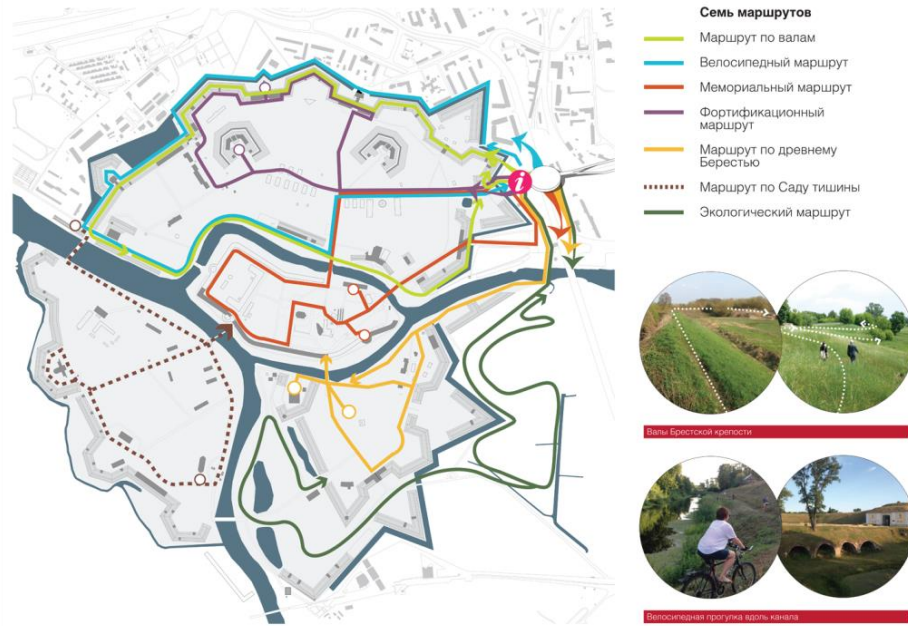 Семь маршрутов
Маршрут по валам
Велосипедный маршрут
Мемориальный маршрут
Фортификационный
маршрут
Маршрут по древнему
Берестью
Маршрут по Саду тишины
Экологический маршрут
i
Валы Брестской крепости
Велосипедная прогулка вдоль канала